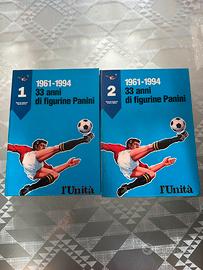 1
1961-1994
33 anni
di figurine Panini
l'Unità
2
1961-1994
33 anni
di figurine Panini
l'Unità